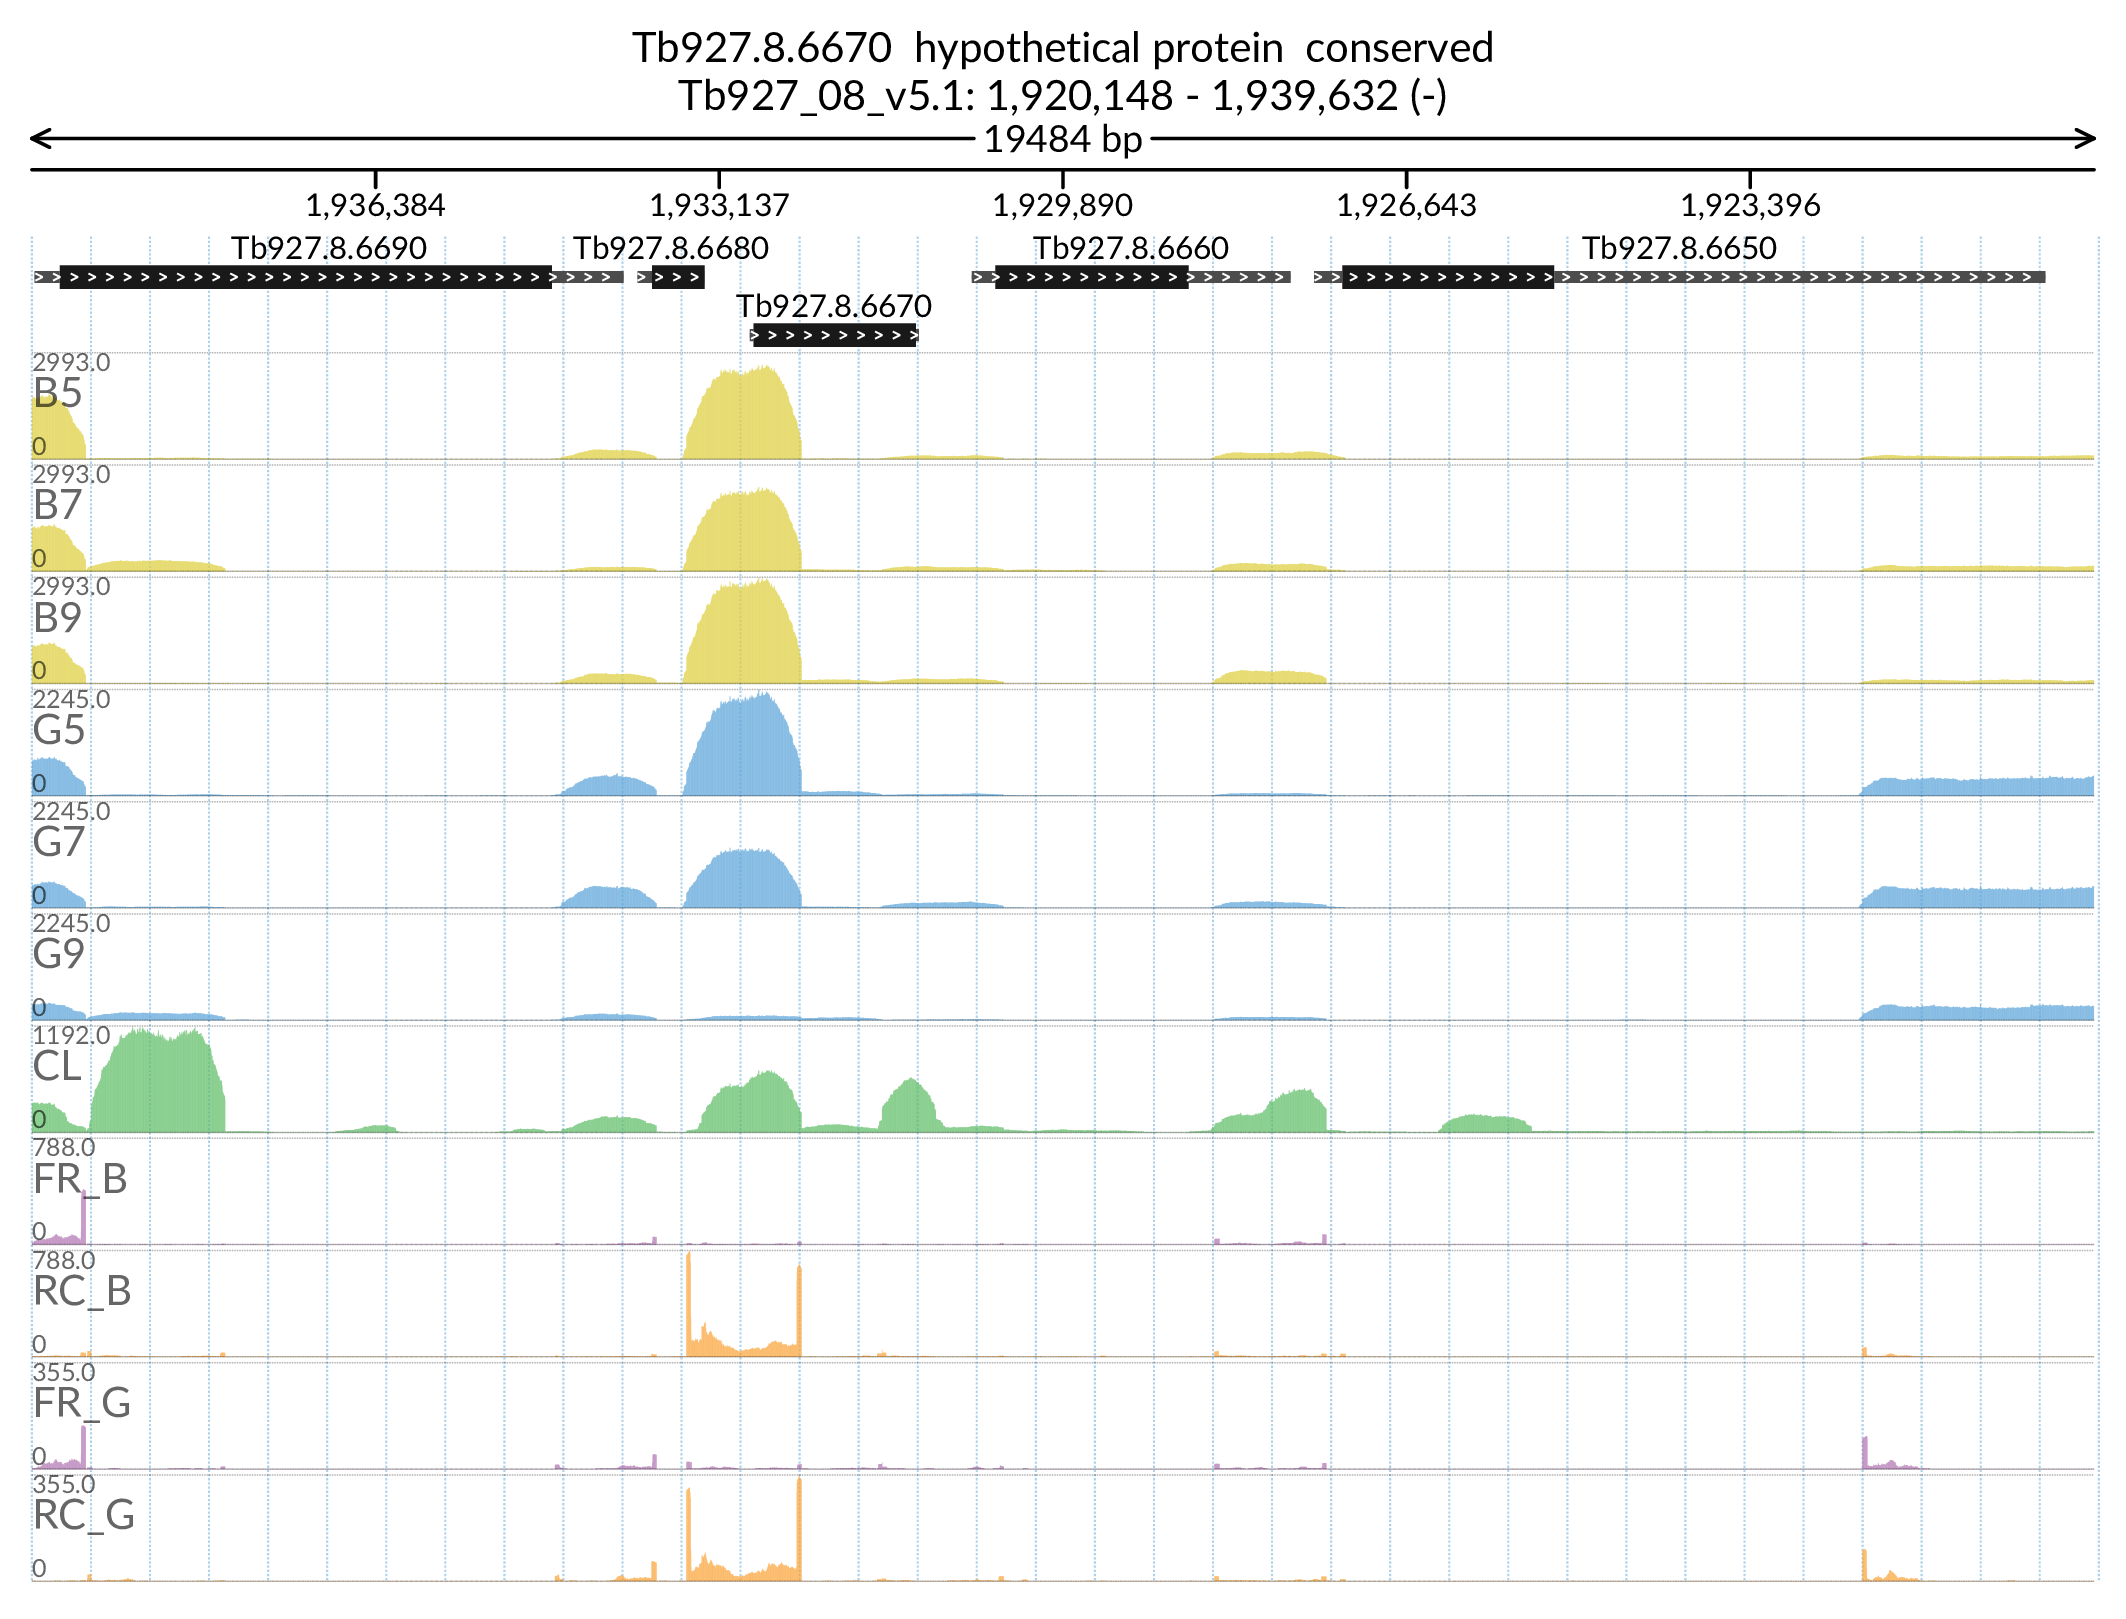 Tb927.8.6670  hypothetical protein  conserved
Tb927_08_v5.1: 1,920,148 - 1,939,632 (-)
19484 bp
1,936,384 1,933,137 1,929,890 1,926,643 1,923,396
Tb927.8.6690 Tb927.8.6680 Tb927.8.6660 Tb927.8.6650
Tb927.8.6670
2993.0
B5
0
2993.0
B7
0
2993.0
B9
0
2245.0
G5
0
2245.0
G7
0
2245.0
G9
0
1192.0
CL
0
788.0
FR_B
0
788.0
RC_B
0
355.0
FR_G
0
355.0
RC_G
0